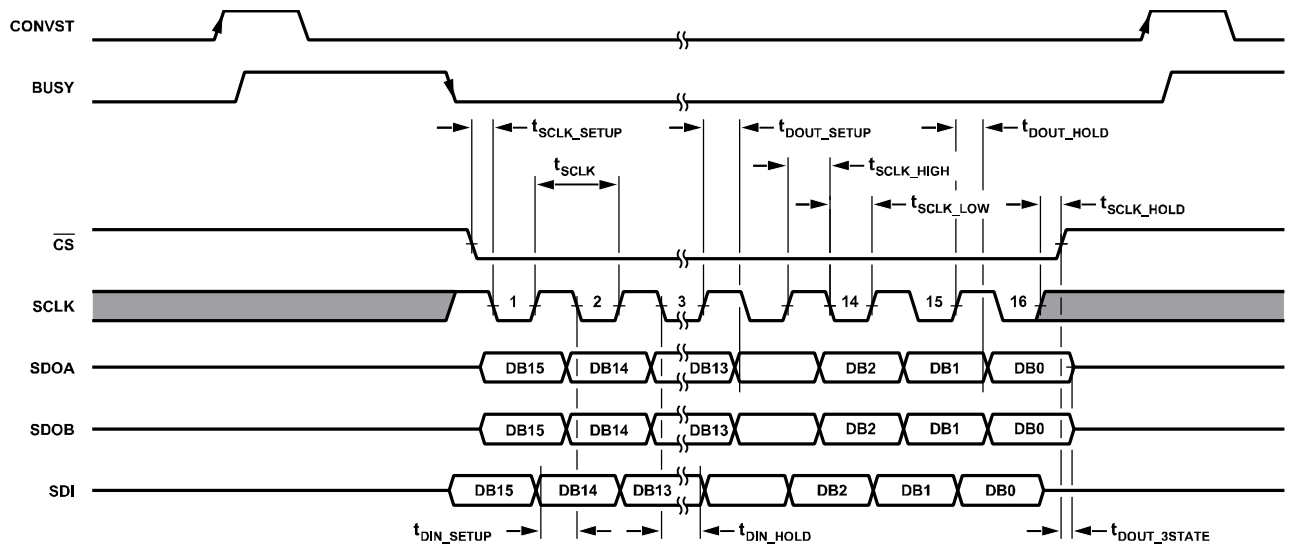 CONVST
BUSY
tSCLK_SETUP
tDOUT_SETUP
tDOUT_HOLD
tSCLK
tSCLK_HIGH
tSCLK_LOW
tSCLK_HOLD
CS
SCLK 1 2 3 14 15 16
SDOA DB15 DB14 DB13 DB2 DB1 DB0
SDOB DB15 DB14 DB13 DB2 DB1 DB0
SDI DB15 DB14 DB13 DB2 DB1 DB0
tDIN_SETUP
tDIN_HOLD
tDOUT_3STATE